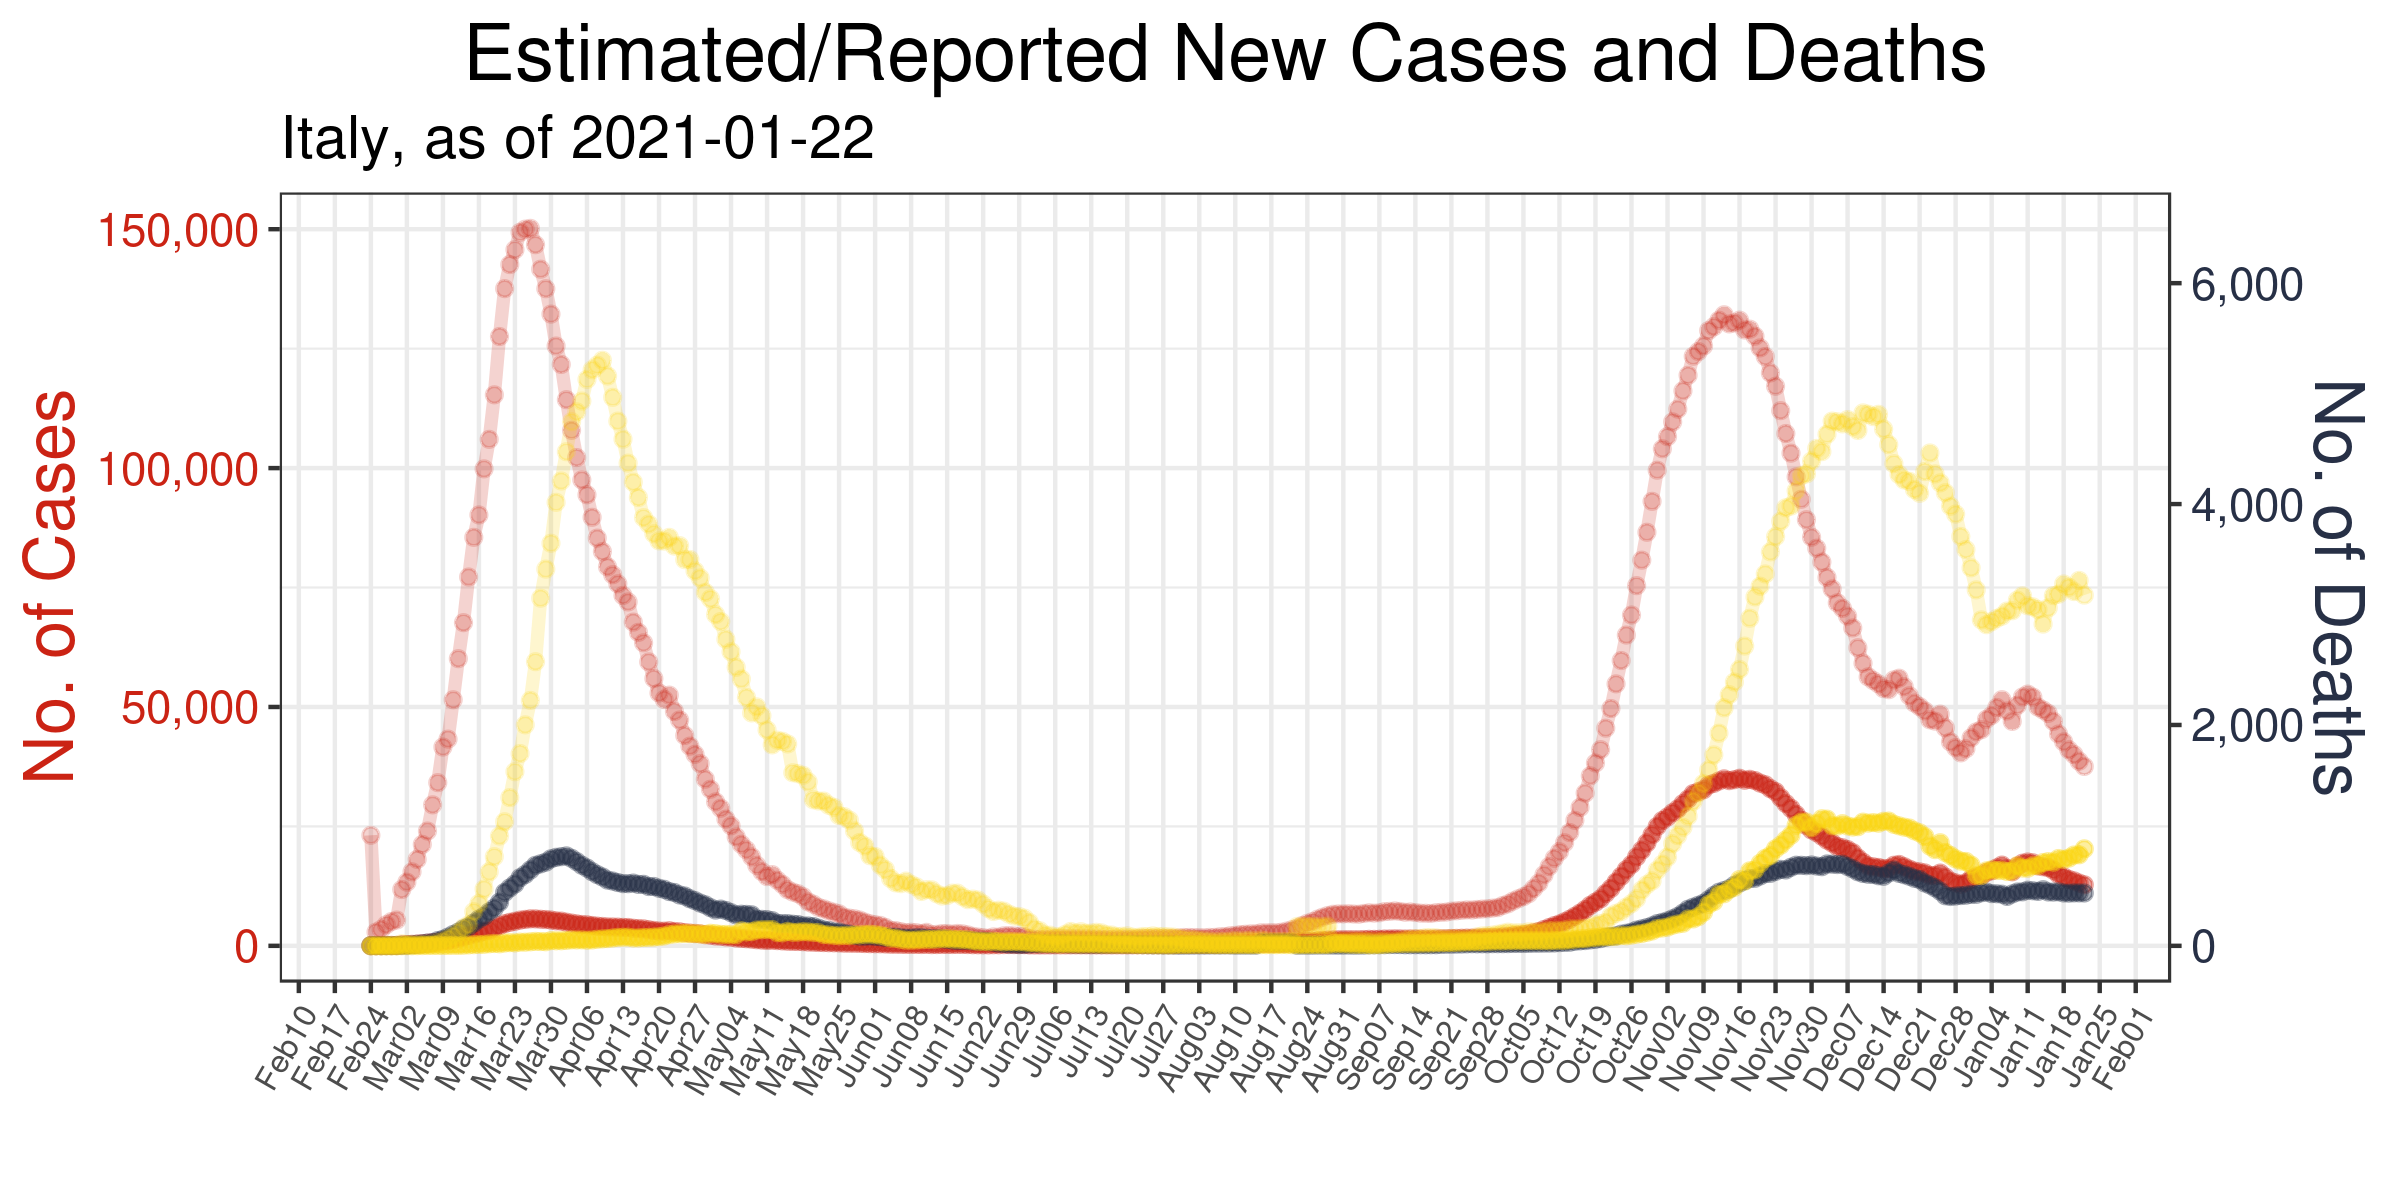 Estimated/Reported New Cases and Deaths
Italy, as of 2021-01-22
No. of Cases
150,000
100,000
50,000
0
6,000
4,000
2,000
0
No. of Deaths
Feb10
Feb17
Feb24
Mar02
Mar09
Mar16
Mar23
Mar30
Apr06
Apr13
Apr20
Apr27
May04
May11
May18
May25
Jun01
Jun08
Jun15
Jun22
Jun29
Jul06
Jul13
Jul20
Jul27
Aug03
Aug10
Aug17
Aug24
Aug31
Sep07
Sep14
Sep21
Sep28
Oct05
Oct12
Oct19
Oct26
Nov02
Nov09
Nov16
Nov23
Nov30
Dec07
Dec14
Dec21
Dec28
Jan04
Jan11
Jan18
Jan25
Feb01